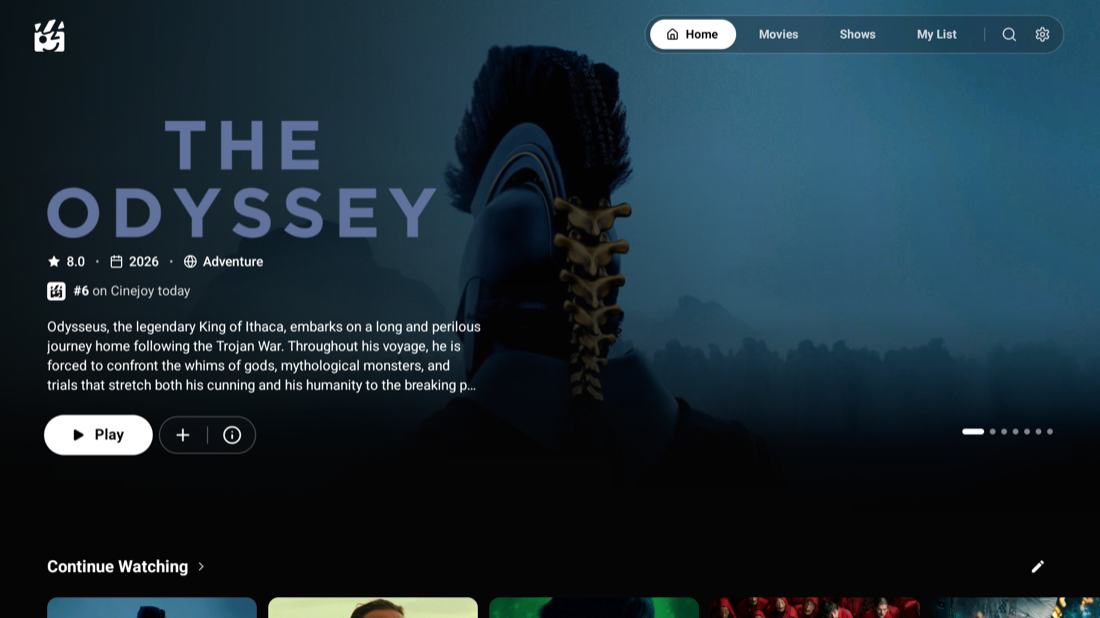 Home
Movies
Shows
My List
THE
ODYSSEY
8.0 • 2026 • Adventure
#6 on Cinejoy today
Odysseus, the legendary King of Ithaca, embarks on a long and perilous
journey home following the Trojan War. Throughout his voyage, he is
forced to confront the whims of gods, mythological monsters, and
trials that stretch both his cunning and his humanity to the breaking p...
Play
Continue Watching